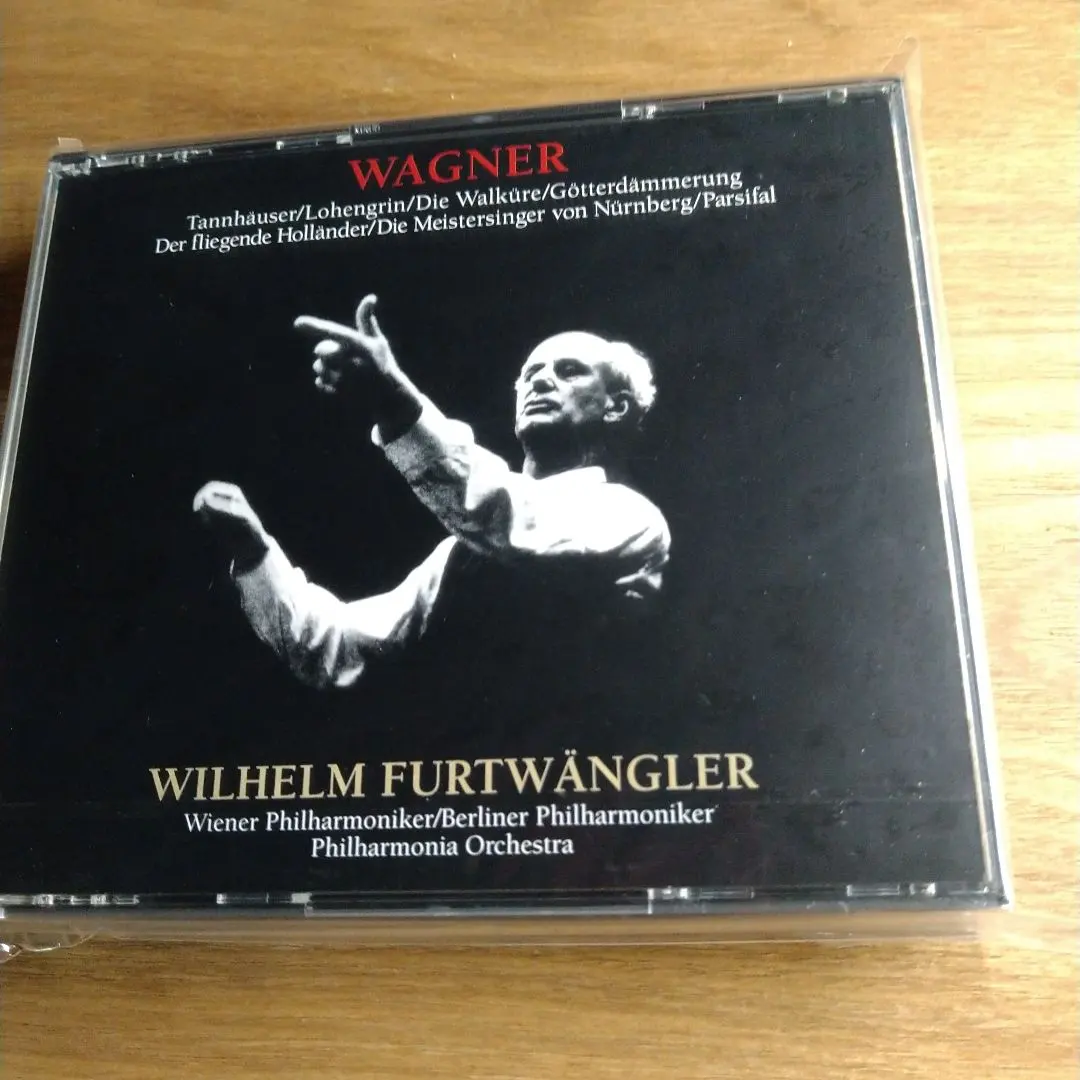 WAGNER
Tannhäuser/Lohengrin/Die Walküre/Götterdämmerung
Der fliegende Holländer/Die Meistersinger von Nürnberg/Parsifal
WILHELM FURTWÄNGLER
Wiener Philharmoniker/Berliner Philharmoniker
Philharmonia Orchestra